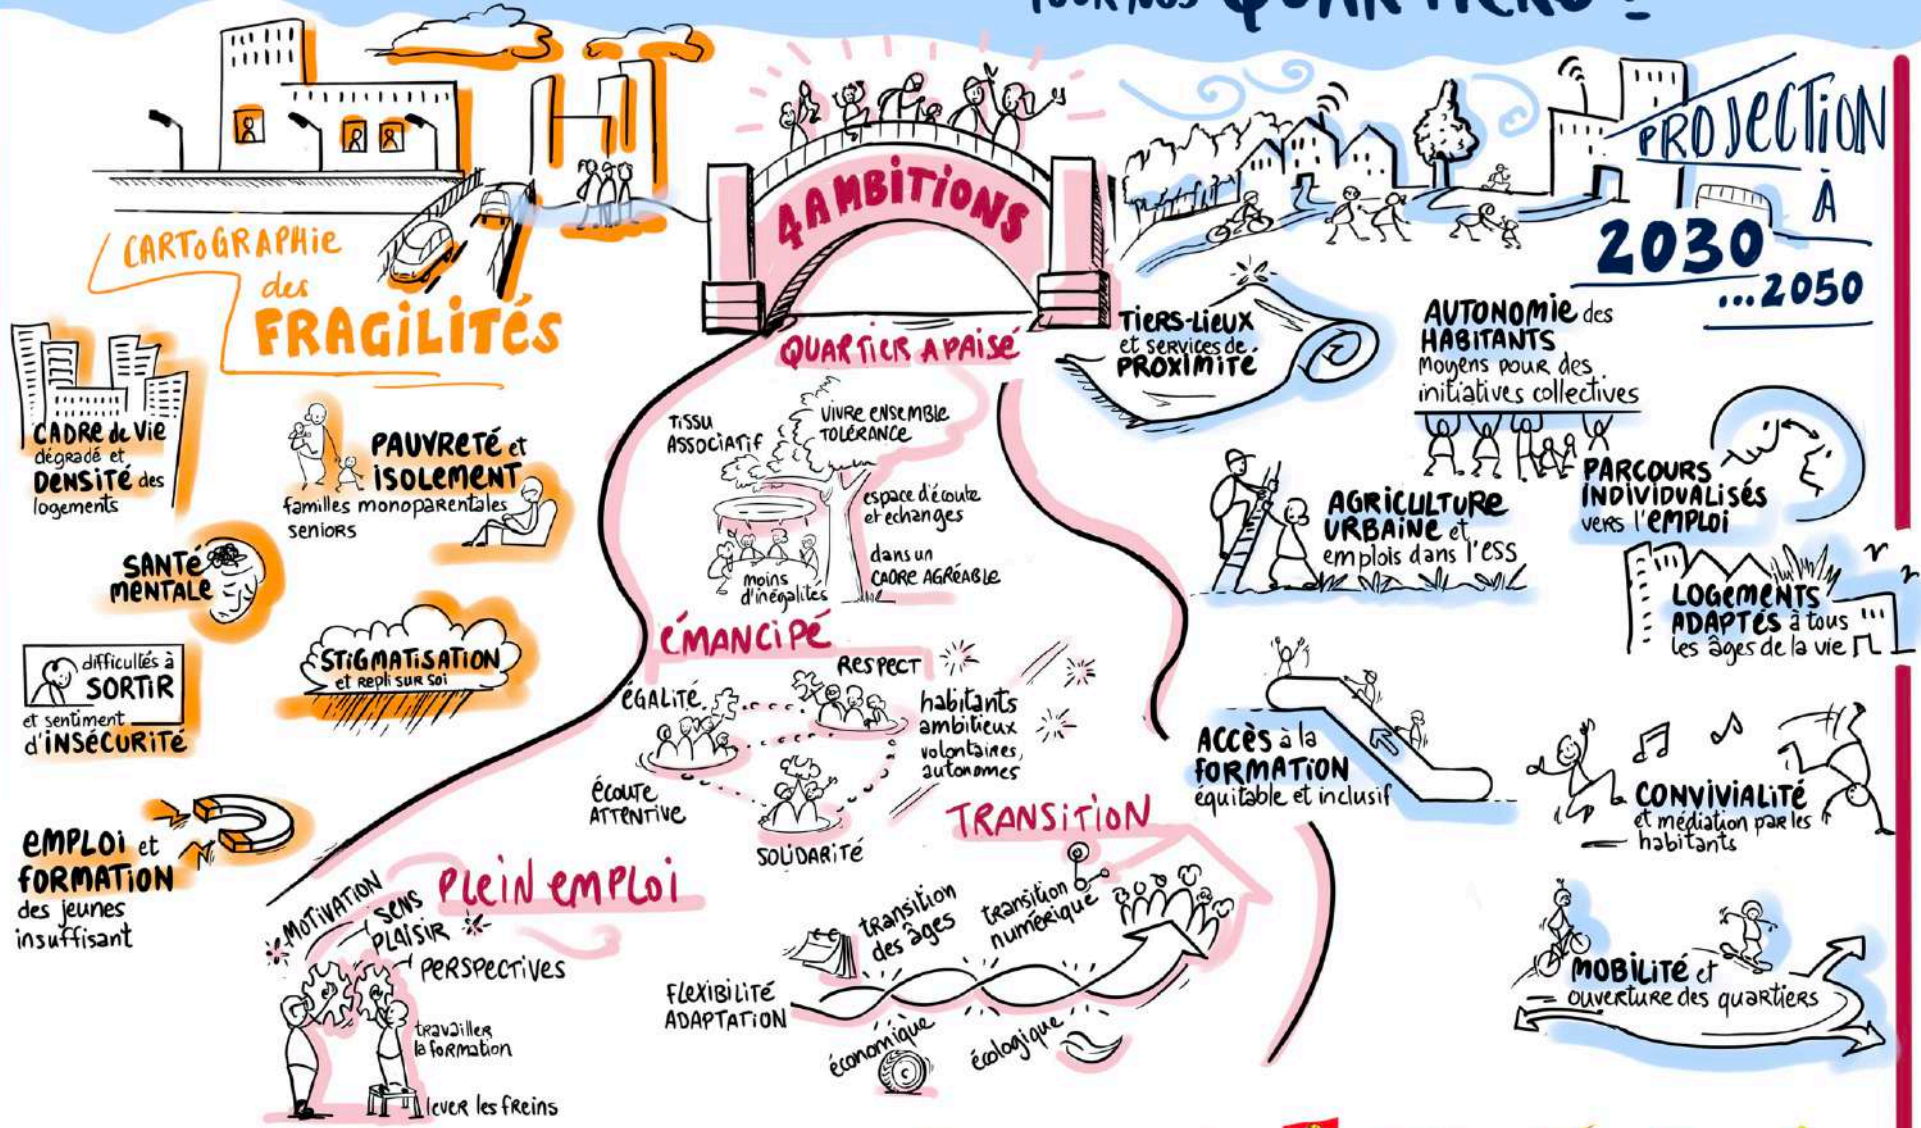 POUR NOS QUARTIERS !
CARTOGRAPHIE
des
FRAGILITÉS
CADRE de Vie
dégradé et
DENSITÉ des
logements
PAUVRETÉ et
ISOLEMENT
familles monoparentales
seniors
SANTÉ
MENTALE
difficultés à
SORTIR
et sentiment
d'INSÉCURITÉ
STIGMATISATION
et repli sur soi
EMPLOI et
FORMATION
des jeunes
insuffisant
4 AMBITIONS
QUARTIER APAISÉ
TISSU
ASSOCIATIF
VIVRE ENSEMBLE
TOLÉRANCE
espace d'écoute
et echanges
dans un
CADRE AGRÉABLE
moins
d'inégalités
ÉMANCIPÉ
RESPECT
ÉGALITÉ
habitants
ambitieux
volontaires,
autonomes
ÉCOUTE
ATTENTIVE
SOLIDARITÉ
PLEIN EMPLOI
MOTIVATION
SENS
PLAISIR
PERSPECTIVES
travailler
la formation
lever les freins
TRANSITION
transition
des âges
transition
numérique
FLEXIBILITÉ
ADAPTATION
économique
écologique
PROJECTION
À
2030
...2050
TIERS-LIEUX
et services de
PROXIMITÉ
AUTONOMIE des
HABITANTS
moyens pour des
initiatives collectives
AGRICULTURE
URBAINE et
emplois dans l'ESS
PARCOURS
INDIVIDUALISÉS
vers l'EMPLOI
LOGEMENTS
ADAPTÉS à tous
les âges de la vie
ACCÈS à la
FORMATION
équitable et inclusif
CONVIVIALITÉ
et médiation par les
habitants
MOBILITÉ et
ouverture des quartiers